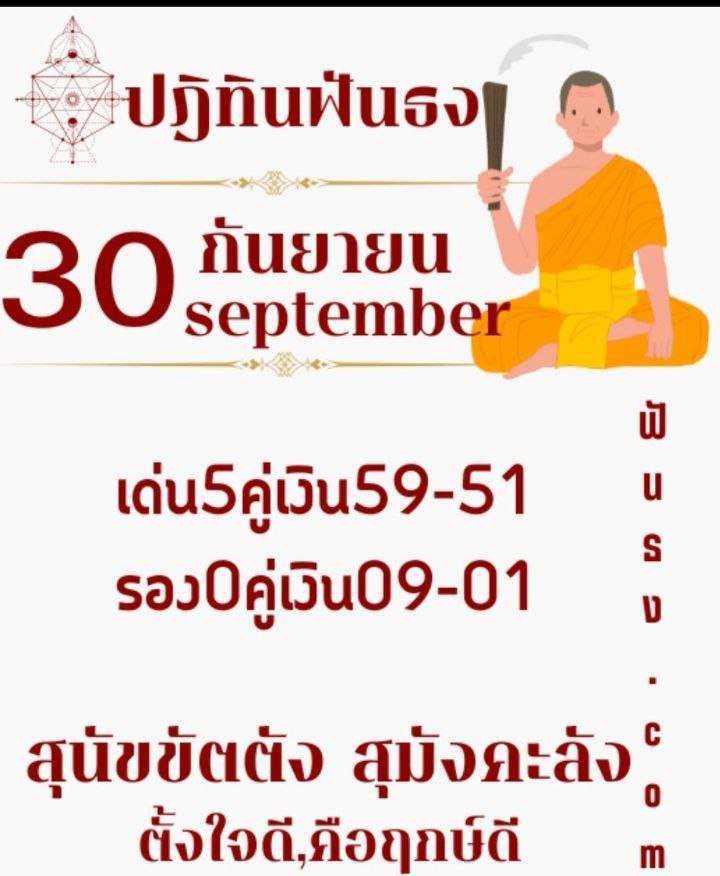 ปฏิทินฟันธง
30 กันยายน
september
เด่น5คู่เงิน59-51
รอง0คู่เงิน09-01
สุนัขขัตตัง สุมังคะลัง
ตั้งใจดี,คือฤกษ์ดี
ฟันธง.com